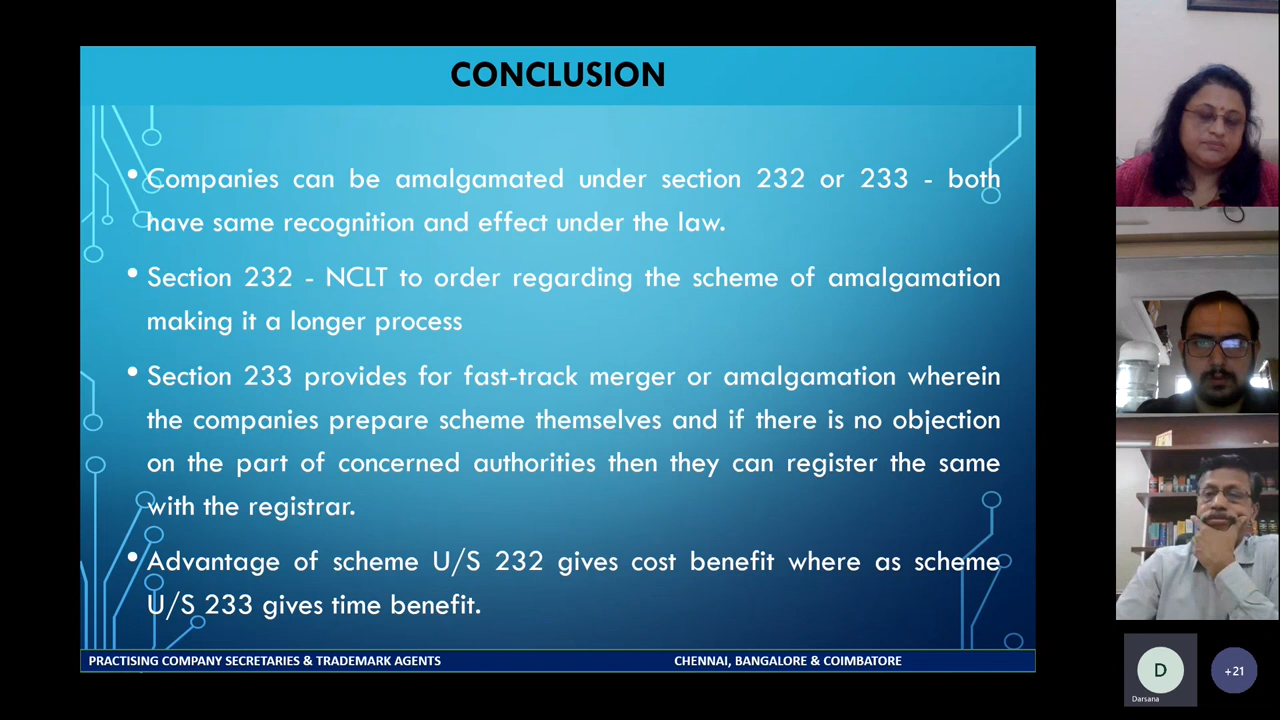 CONCLUSION
• Companies can be amalgamated under section 232 or 233 - both
have same recognition and effect under the law.
• Section 232 - NCLT to order regarding the scheme of amalgamation
making it a longer process
• Section 233 provides for fast-track merger or amalgamation wherein
the companies prepare scheme themselves and if there is no objection
on the part of concerned authorities then they can register the same
with the registrar.
• Advantage of scheme U/S 232 gives cost benefit where as scheme
U/S 233 gives time benefit.
PRACTISING COMPANY SECRETARIES & TRADEMARK AGENTS
CHENNAI, BANGALORE & COIMBATORE
D
Darsana
+21